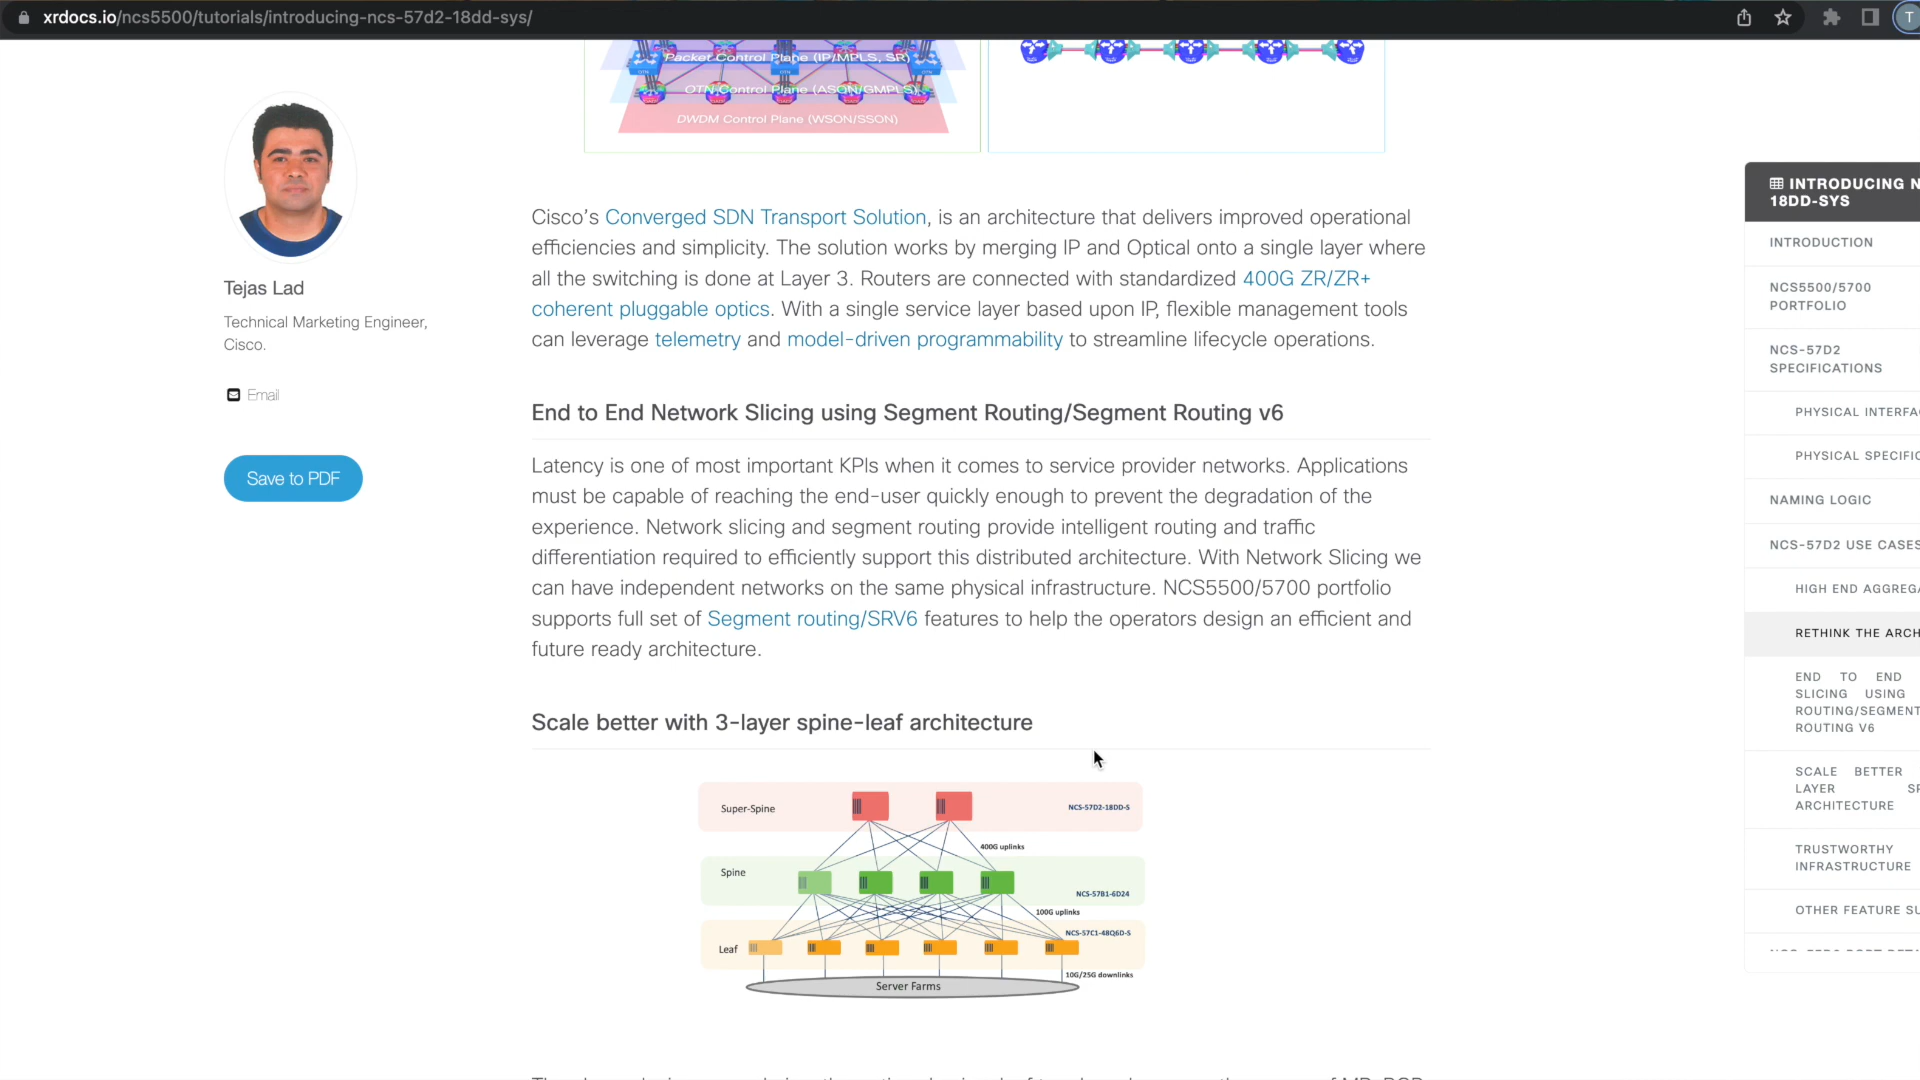 xrdocs.io/ncs5500/tutorials/introducing-ncs-57d2-18dd-sys/
T
Packet Control Plane (IP/MPLS, SR)
OTN Control Plane (ASON/GMPLS)
DWDM Control Plane (WSON/SSON)
Tejas Lad
Technical Marketing Engineer,
Cisco.
Email
Save to PDF
Cisco's Converged SDN Transport Solution, is an architecture that delivers improved operational
efficiencies and simplicity. The solution works by merging IP and Optical onto a single layer where
all the switching is done at Layer 3. Routers are connected with standardized 400G ZR/ZR+
coherent pluggable optics. With a single service layer based upon IP, flexible management tools
can leverage telemetry and model-driven programmability to streamline lifecycle operations.
End to End Network Slicing using Segment Routing/Segment Routing v6
Latency is one of most important KPIs when it comes to service provider networks. Applications
must be capable of reaching the end-user quickly enough to prevent the degradation of the
experience. Network slicing and segment routing provide intelligent routing and traffic
differentiation required to efficiently support this distributed architecture. With Network Slicing we
can have independent networks on the same physical infrastructure. NCS5500/5700 portfolio
supports full set of Segment routing/SRV6 features to help the operators design an efficient and
future ready architecture.
Scale better with 3-layer spine-leaf architecture
Super-Spine
NCS-57D2-18DD-S
400G uplinks
Spine
NCS-57B1-6D24
100G uplinks
NCS-57C1-48Q6D-S
Leaf
10G/25G downlinks
Server Farms
INTRODUCING N
18DD-SYS
INTRODUCTION
NCS5500/5700
PORTFOLIO
NCS-57D2
SPECIFICATIONS
PHYSICAL INTERFA
PHYSICAL SPECIFIC
NAMING LOGIC
NCS-57D2 USE CASES
HIGH END AGGREGA
RETHINK THE ARCH
END TO END
SLICING USING
ROUTING/SEGMENT
ROUTING V6
SCALE BETTER
LAYER SP
ARCHITECTURE
TRUSTWORTHY
INFRASTRUCTURE
OTHER FEATURE SU